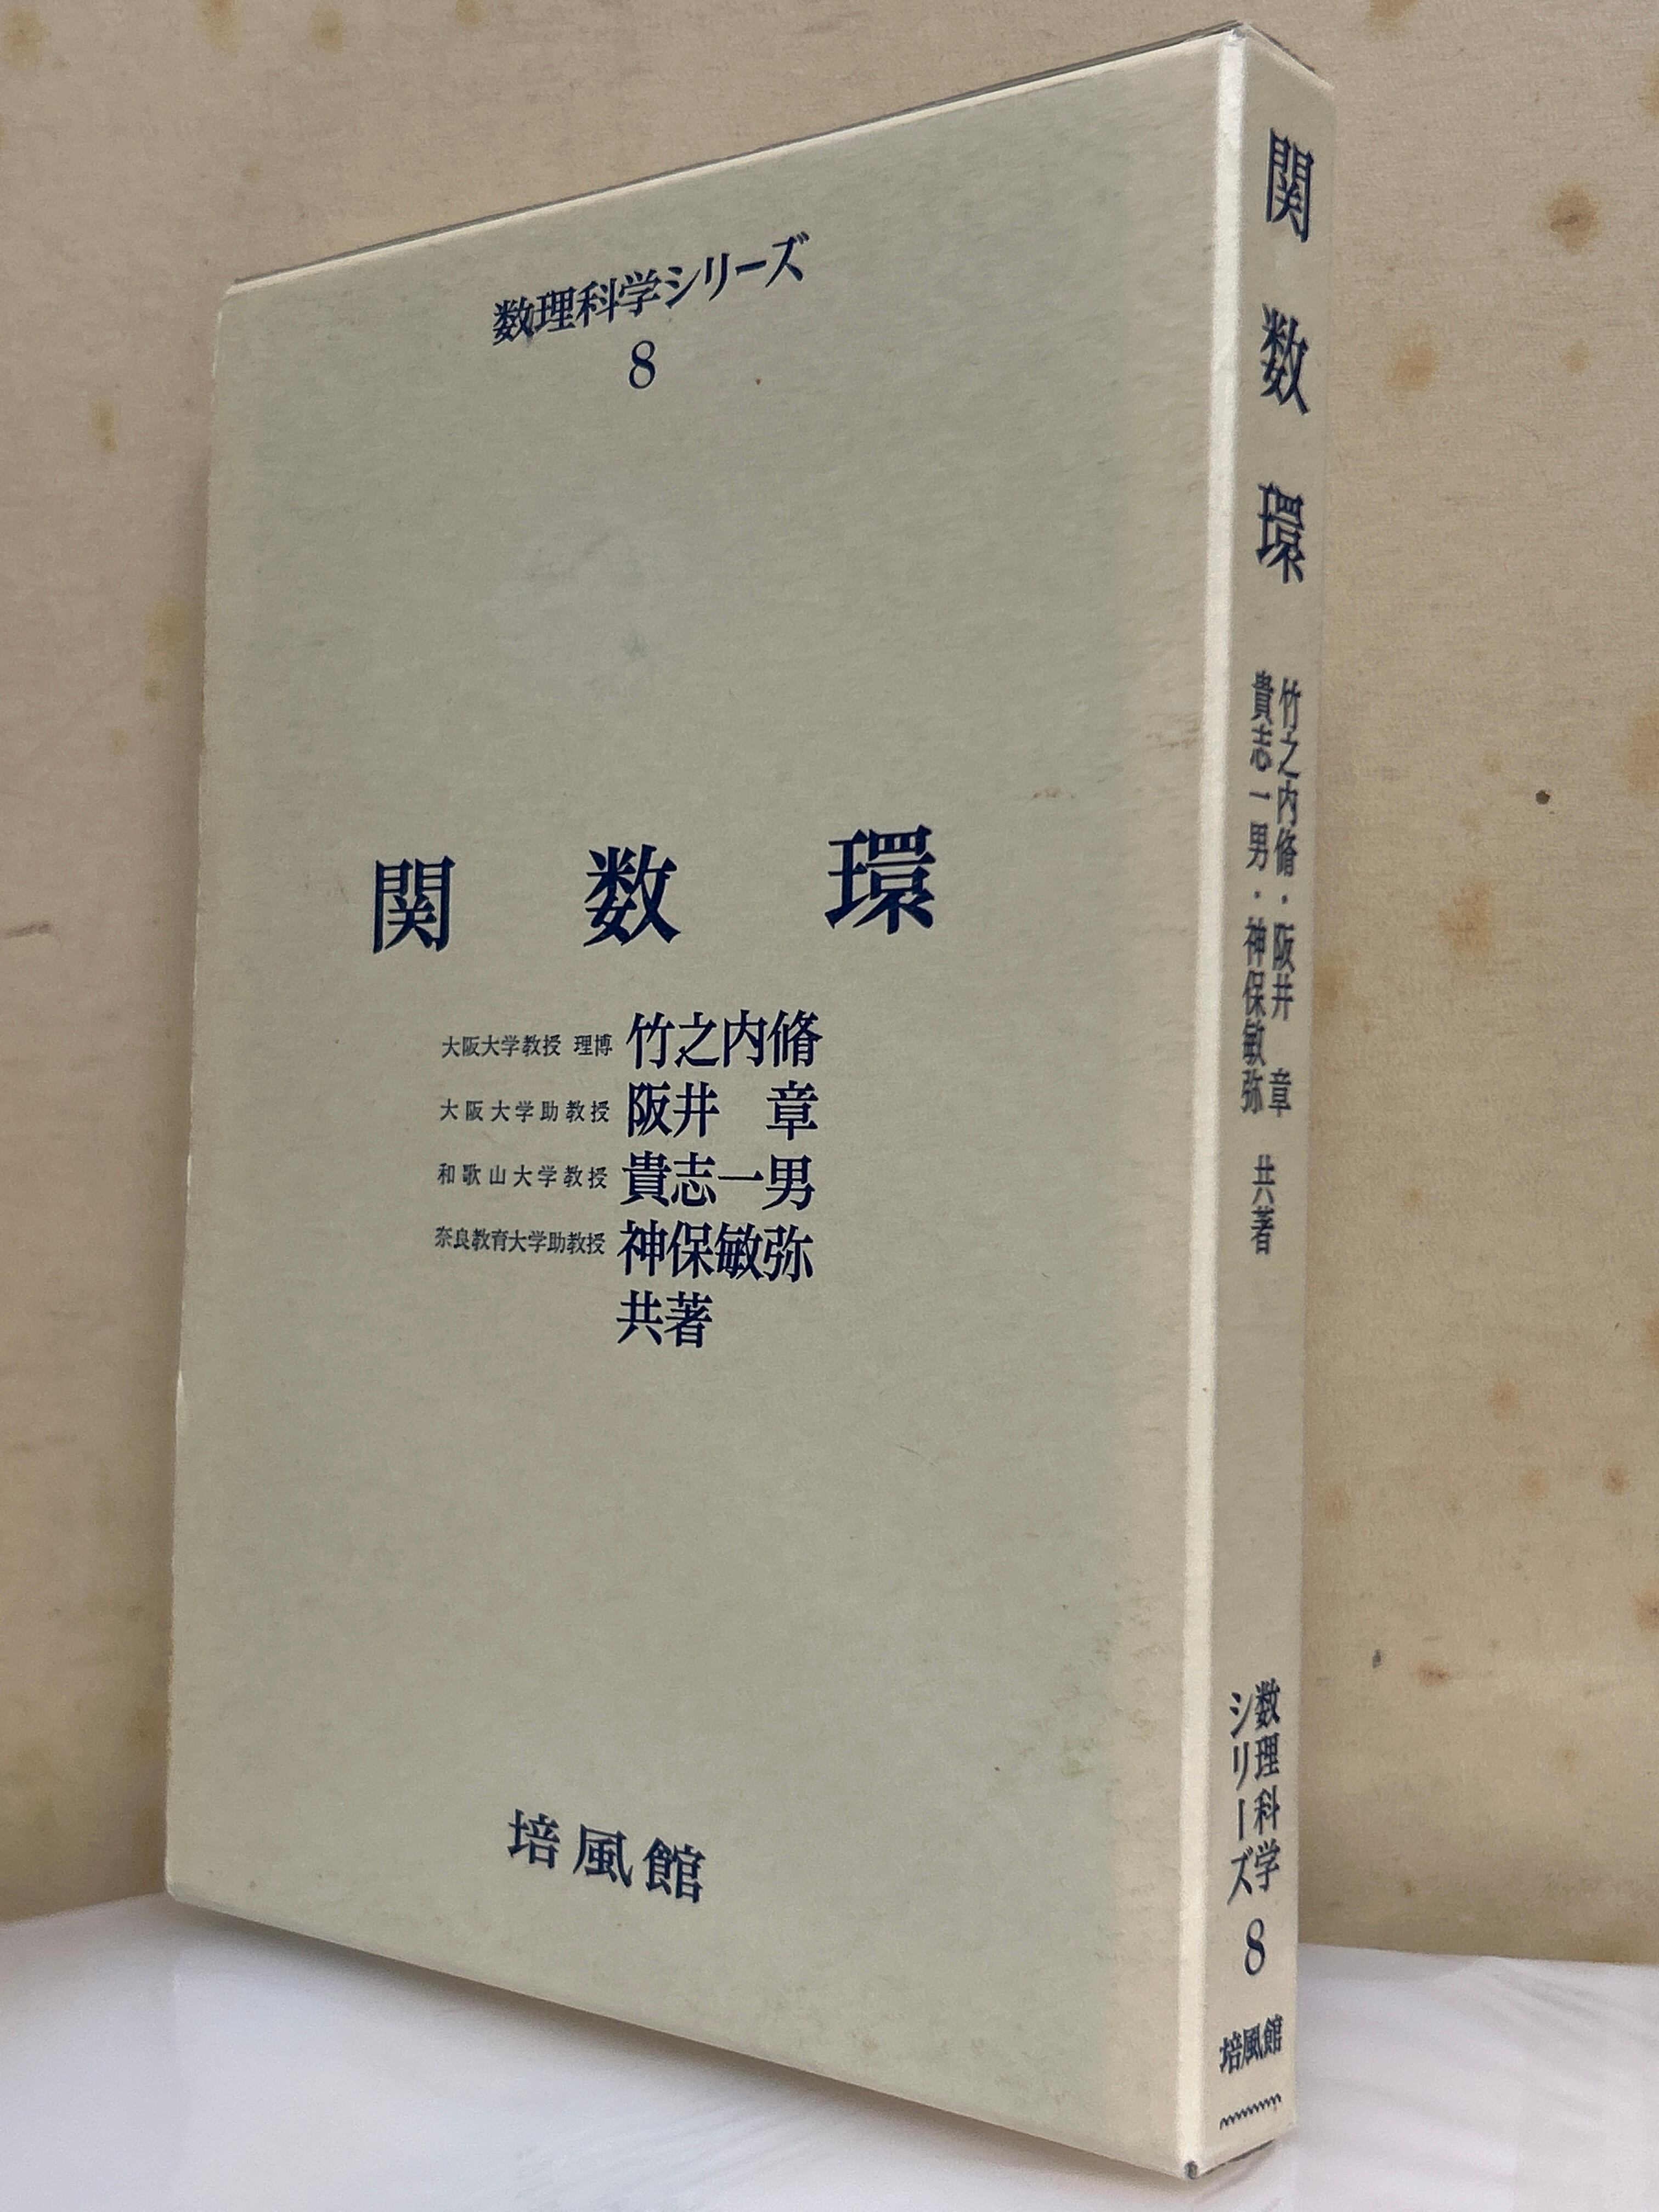 数理科学シリーズ
8
関数環
大阪大学教授 理博 竹之内脩
大阪大学助教授 阪井 章
和歌山大学教授 貴志一男
奈良教育大学助教授 神保敏弥
共著
培風館
関数環
竹之内脩・阪井 章
貴志一男・神保敏弥
共著
数理科学
シリーズ
8
培風館